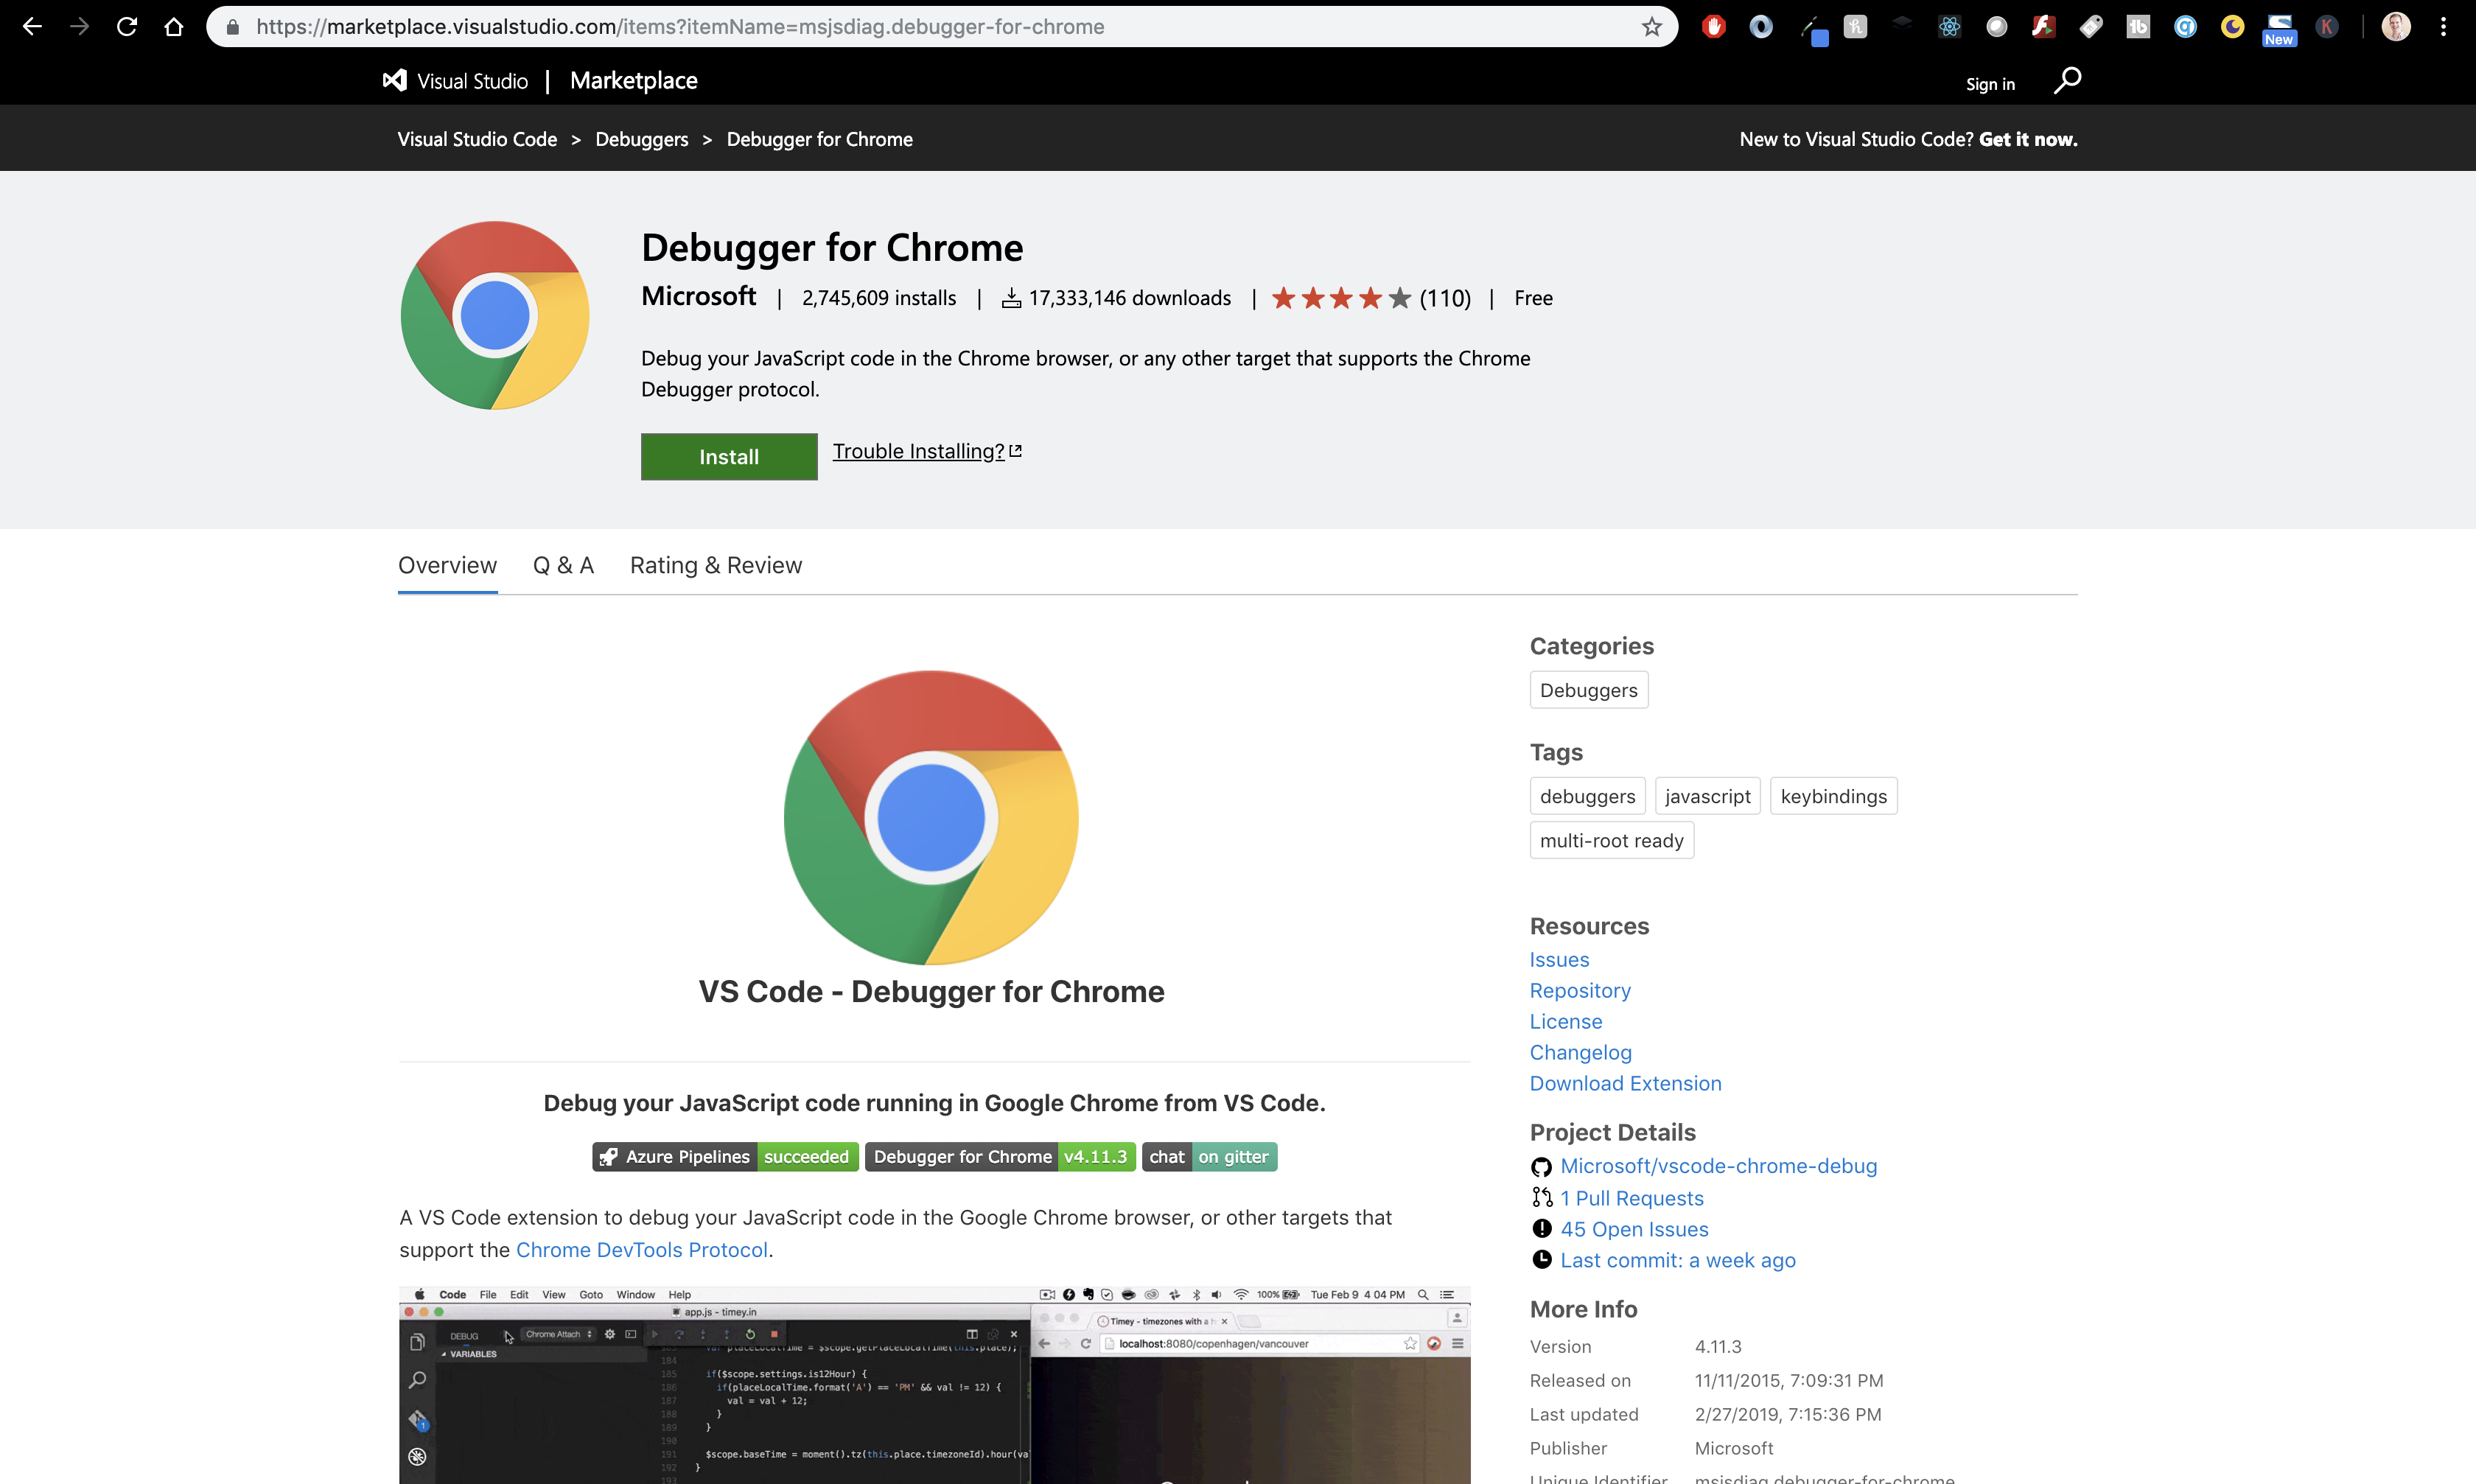 https://marketplace.visualstudio.com/items?itemName=msjsdiag.debugger-for-chrome
New
Visual Studio | Marketplace
Sign in
Visual Studio Code > Debuggers > Debugger for Chrome
New to Visual Studio Code? Get it now.
Debugger for Chrome
Microsoft | 2,745,609 installs | 17,333,146 downloads | (110) | Free
Debug your JavaScript code in the Chrome browser, or any other target that supports the Chrome
Debugger protocol.
Install
Trouble Installing?
Overview Q & A Rating & Review
VS Code - Debugger for Chrome
Debug your JavaScript code running in Google Chrome from VS Code.
Azure Pipelines succeeded Debugger for Chrome v4.11.3 chat on gitter
A VS Code extension to debug your JavaScript code in the Google Chrome browser, or other targets that
support the Chrome DevTools Protocol.
Code File Edit View Goto Window Help
100% Tue Feb 9 4:04 PM
app.js - timey.in
Timey - timezones with a h
DEBUG Chrome Attach
localhost:8080/copenhagen/vancouver
VARIABLES
var placeLocalTime = $scope.getPlaceLocalTime(this.place);
184
185 if($scope.settings.is12Hour) {
186 if(placeLocalTime.format('A') == 'PM' && val != 12) {
187 val = val + 12;
188 }
189 }
190
191 $scope.baseTime = moment().tz(this.place.timezoneId).hour(va
192 }
193
Categories
Debuggers
Tags
debuggers javascript keybindings
multi-root ready
Resources
Issues
Repository
License
Changelog
Download Extension
Project Details
Microsoft/vscode-chrome-debug
1 Pull Requests
45 Open Issues
Last commit: a week ago
More Info
Version 4.11.3
Released on 11/11/2015, 7:09:31 PM
Last updated 2/27/2019, 7:15:36 PM
Publisher Microsoft
Unique Identifier msjsdiag.debugger-for-chrome